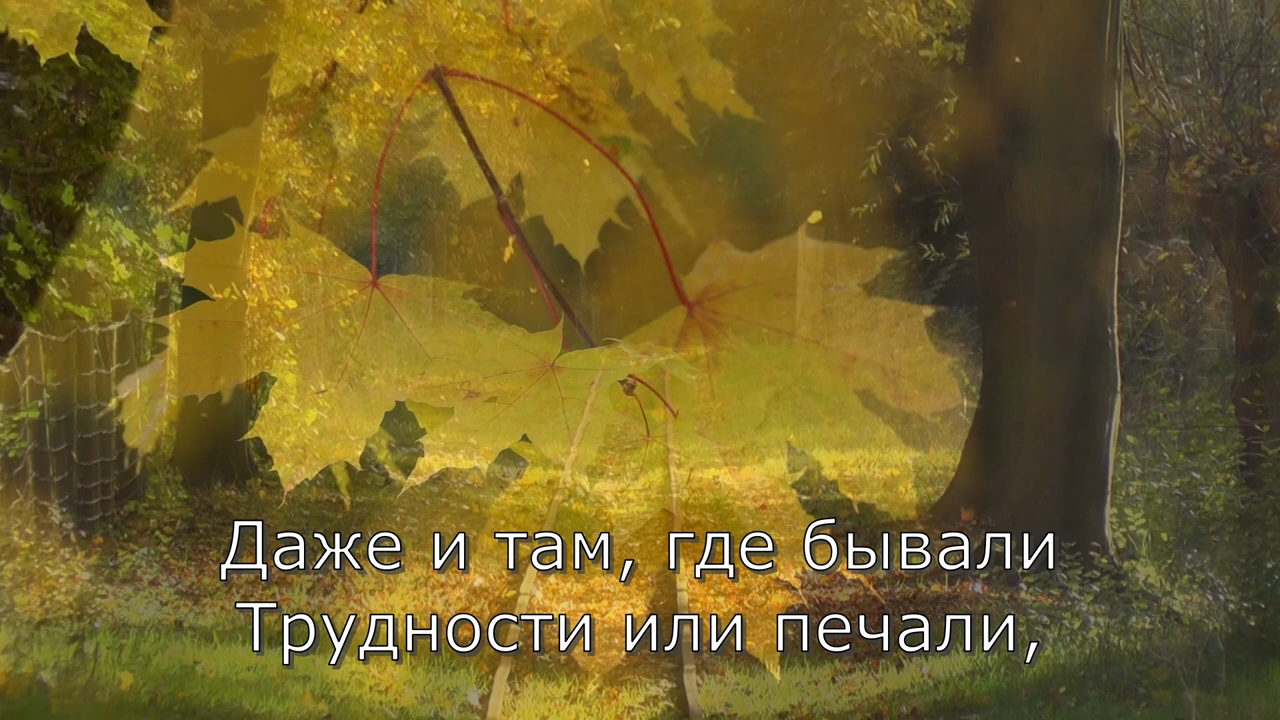 Даже и там, где бывали
Трудности или печали,